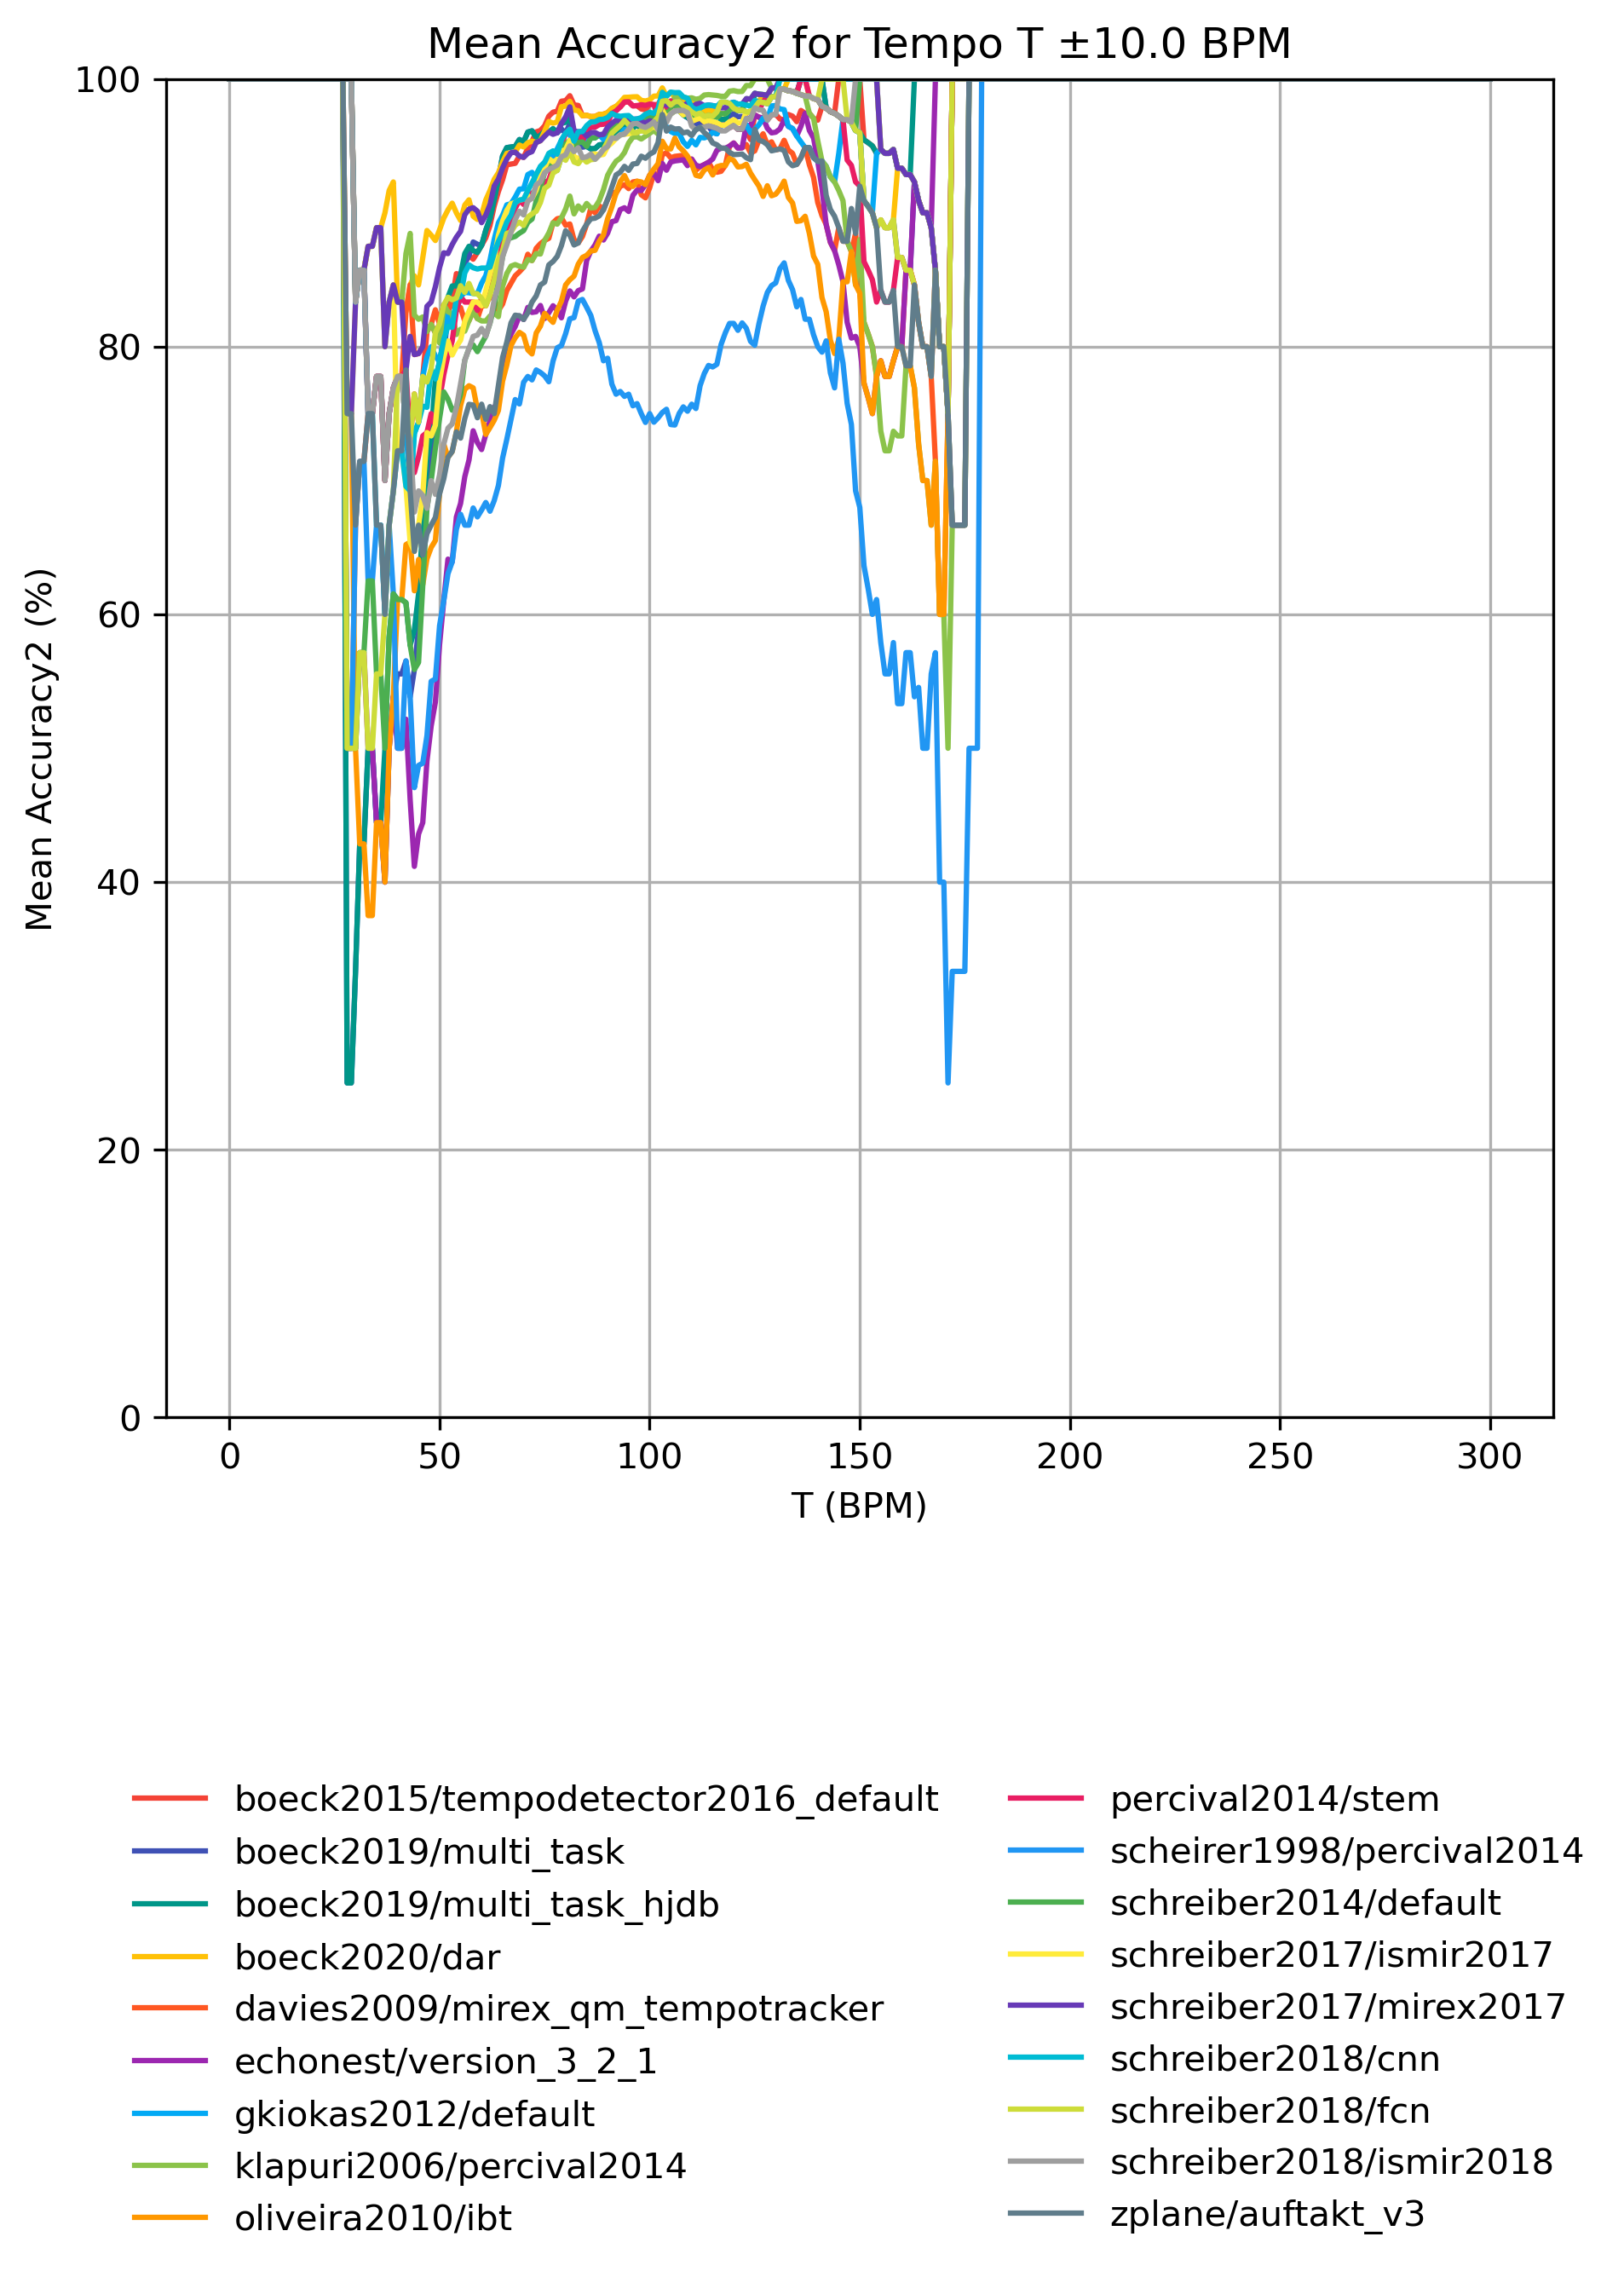 Mean Accuracy2 for Tempo T ±10.0 BPM
100
80
60
40
20
0
Mean Accuracy2 (%)
0 50 100 150 200 250 300
T (BPM)
boeck2015/tempodetector2016_default
boeck2019/multi_task
boeck2019/multi_task_hjdb
boeck2020/dar
davies2009/mirex_qm_tempotracker
echonest/version_3_2_1
gkiokas2012/default
klapuri2006/percival2014
oliveira2010/ibt
percival2014/stem
scheirer1998/percival2014
schreiber2014/default
schreiber2017/ismir2017
schreiber2017/mirex2017
schreiber2018/cnn
schreiber2018/fcn
schreiber2018/ismir2018
zplane/auftakt_v3